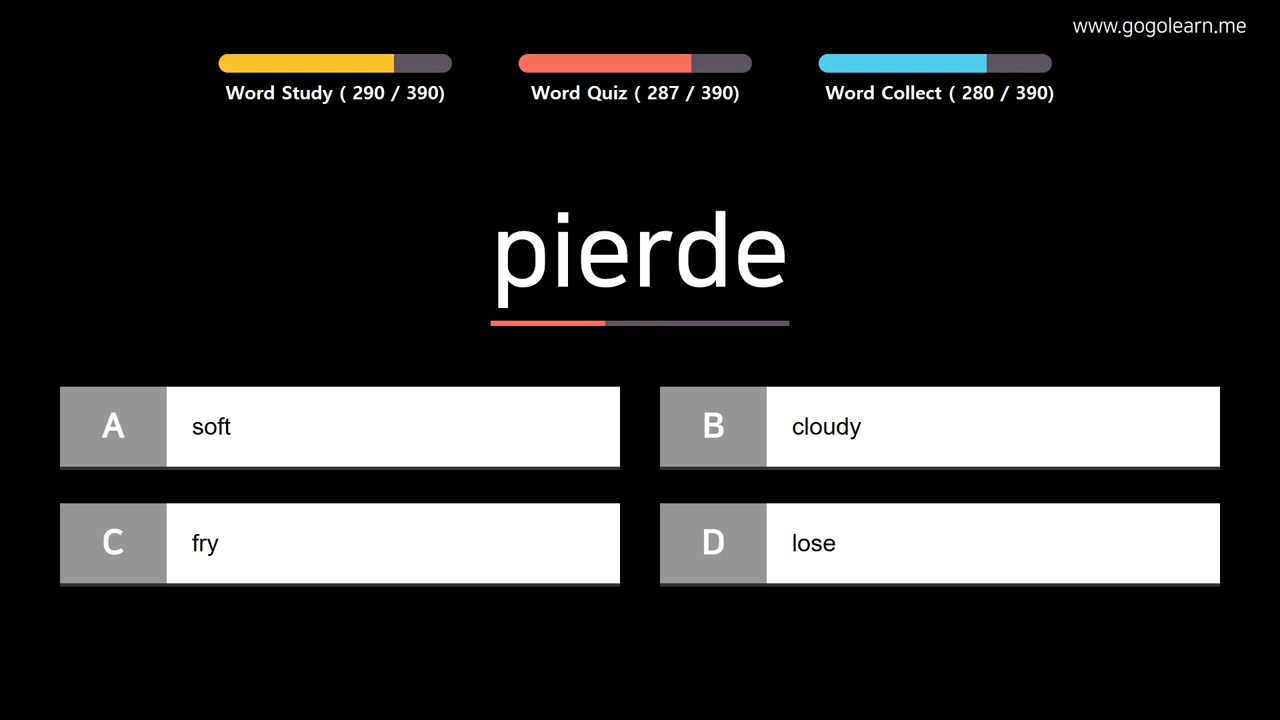 www.gogolearn.me
Word Study ( 290 / 390)
Word Quiz ( 287 / 390)
Word Collect ( 280 / 390)
pierde
A soft
B cloudy
C fry
D lose